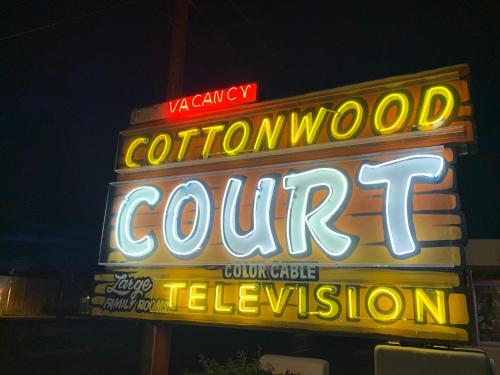 VACANCY
COTTONWOOD
COURT
COLOR CABLE
Large
FAMILY ROOMS
TELEVISION